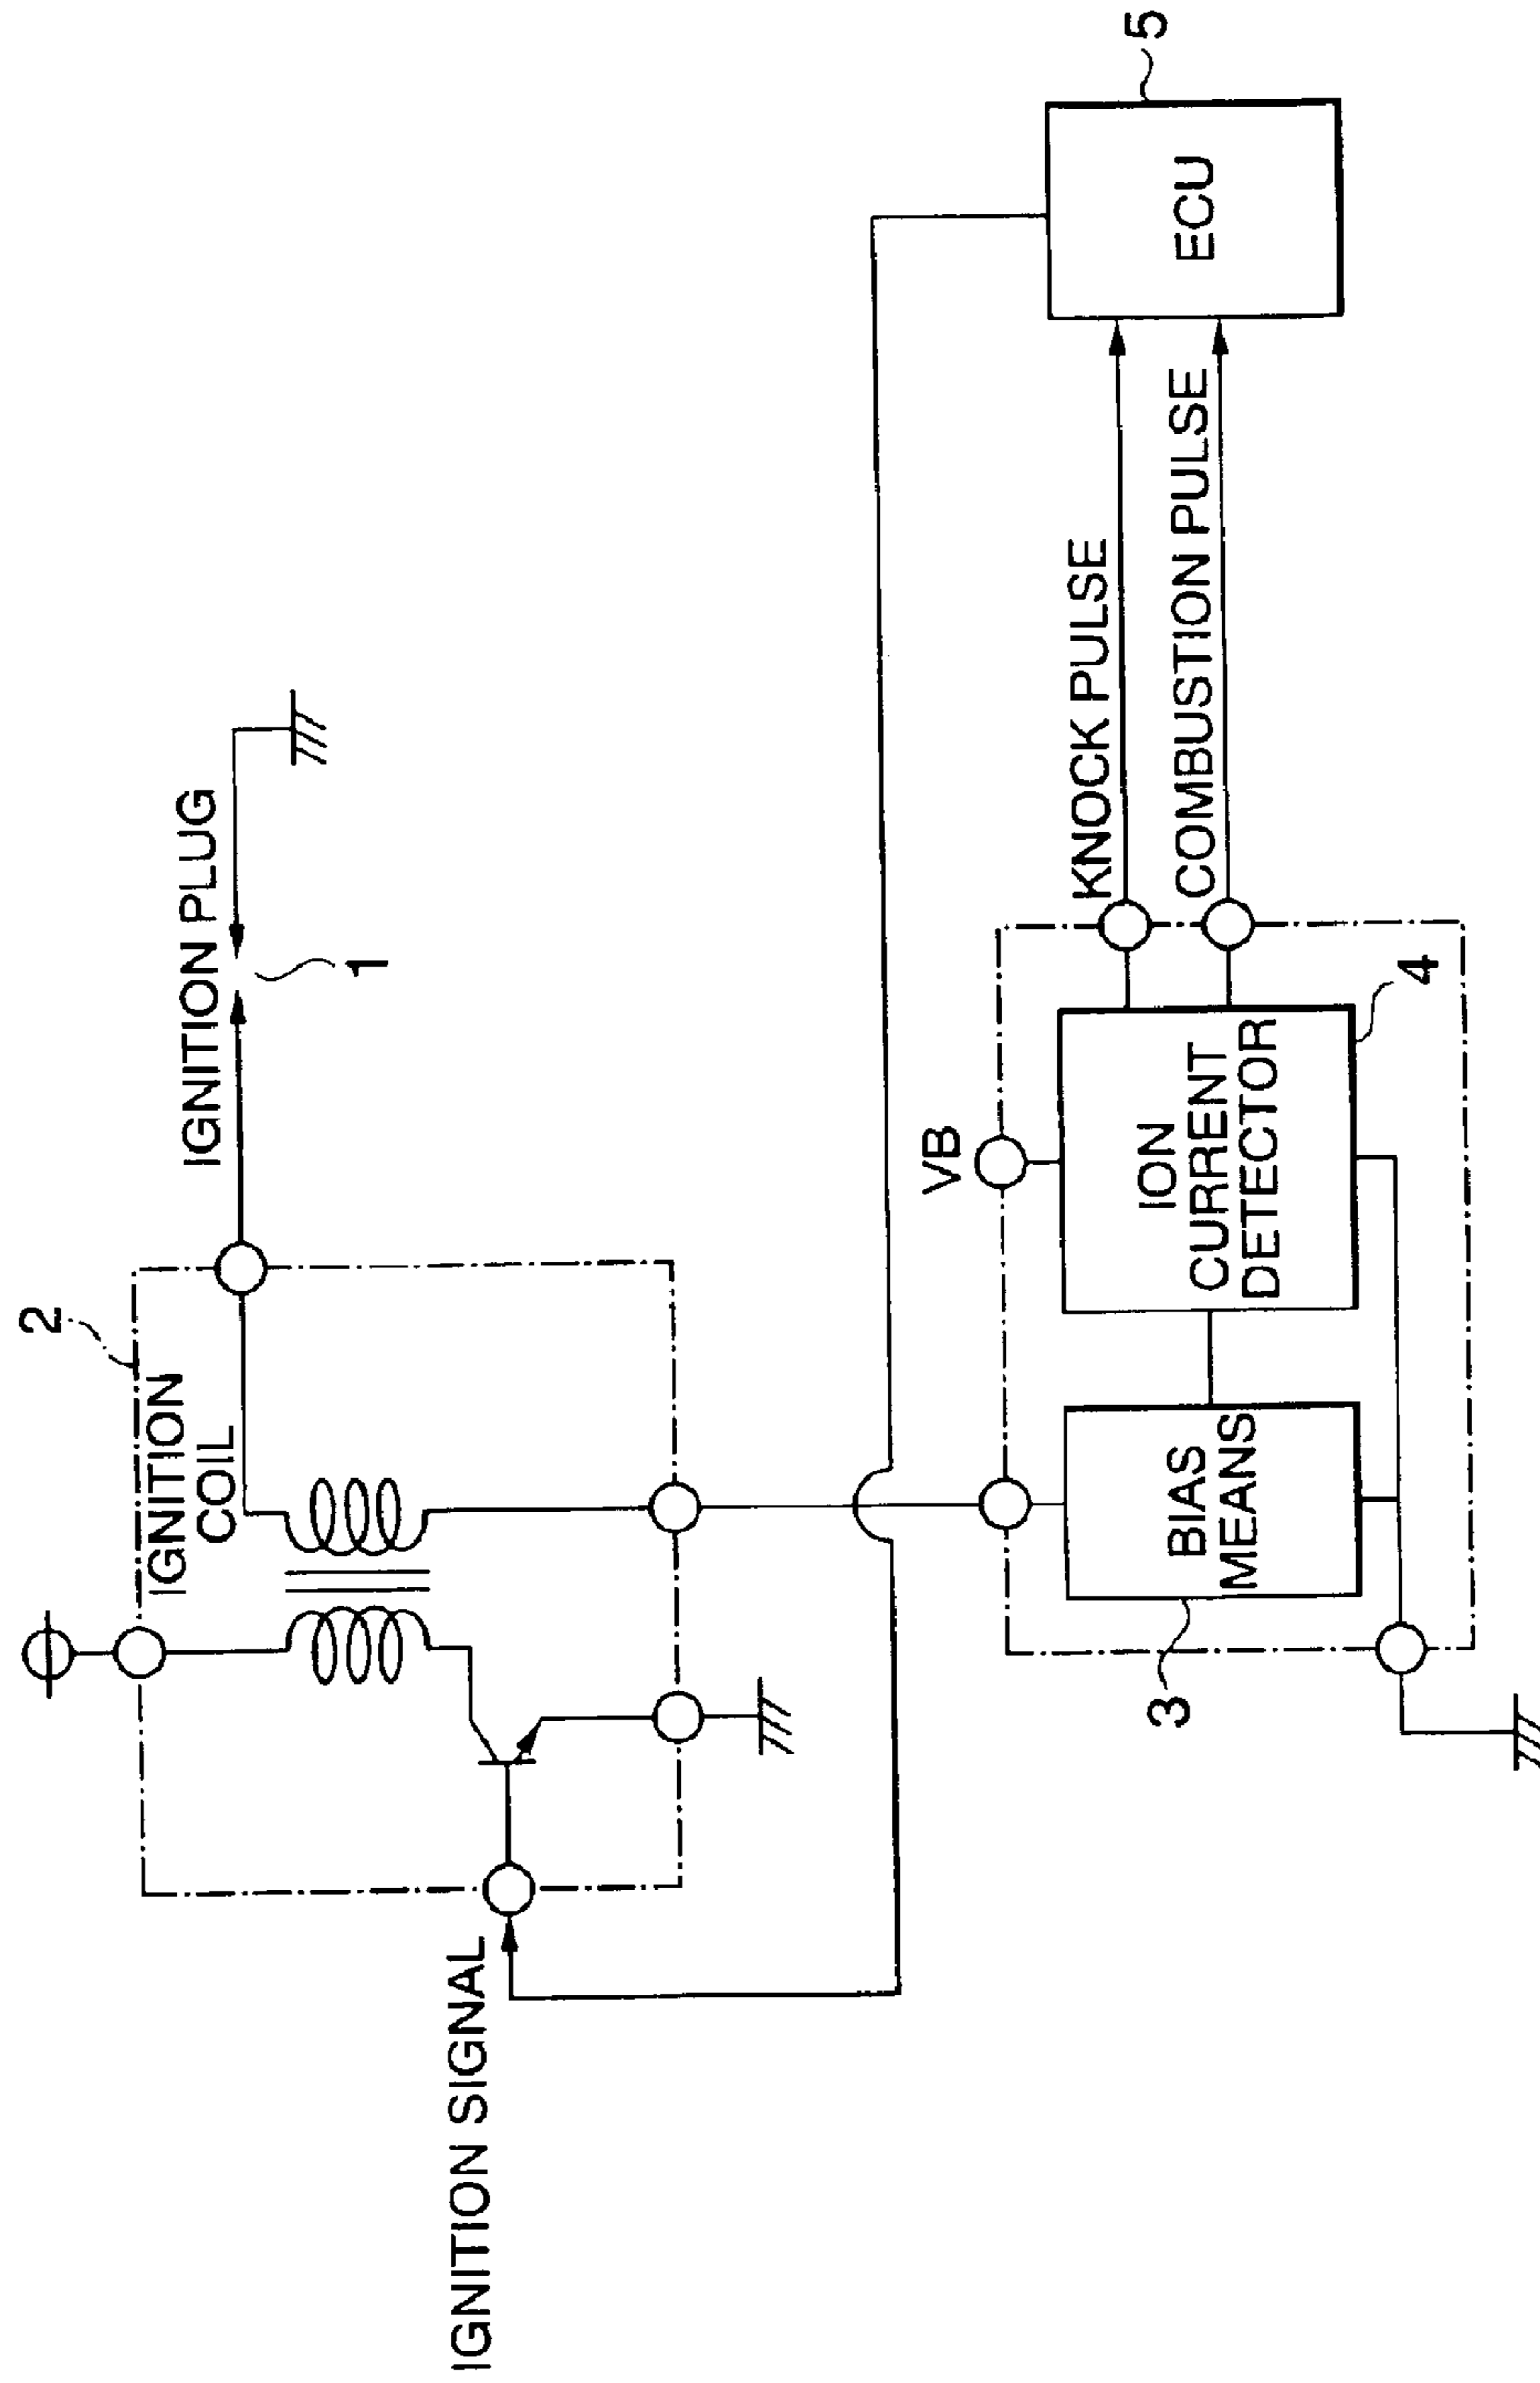 2
IGNITION
COIL
IGNITION PLUG
1
IGNITION SIGNAL
VB
KNOCK PULSE
COMBUSTION PULSE
5
ECU
BIAS
MEANS
ION
CURRENT
DETECTOR
3
4